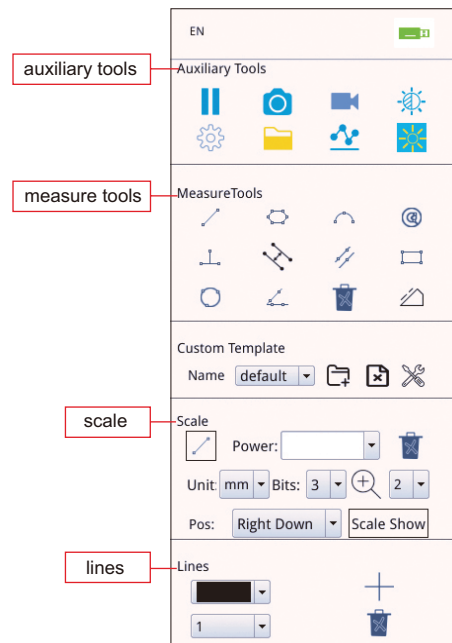 EN
auxiliary tools
Auxiliary Tools
measure tools
MeasureTools
Custom Template
Name default
scale
Scale
Power:
Unit: mm Bits: 3 2
Pos: Right Down Scale Show
lines
Lines
1